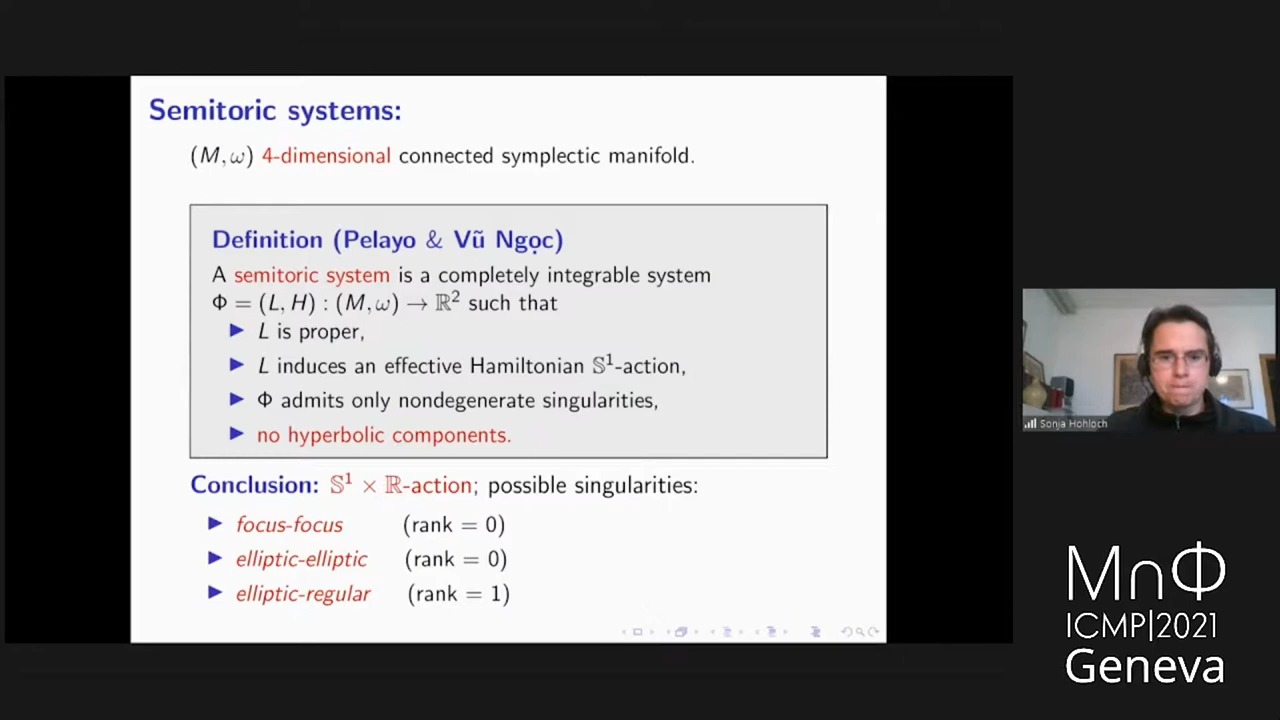 Semitoric systems:
(M, ω) 4-dimensional connected symplectic manifold.
Definition (Pelayo & Vũ Ngọc)
A semitoric system is a completely integrable system
Φ = (L, H) : (M, ω) → ℝ² such that
▶ L is proper,
▶ L induces an effective Hamiltonian 𝕊¹-action,
▶ Φ admits only nondegenerate singularities,
▶ no hyperbolic components.
Conclusion: 𝕊¹ × ℝ-action; possible singularities:
▶ focus-focus (rank = 0)
▶ elliptic-elliptic (rank = 0)
▶ elliptic-regular (rank = 1)
Sonja Hohloch
M∩Φ
ICMP|2021
Geneva